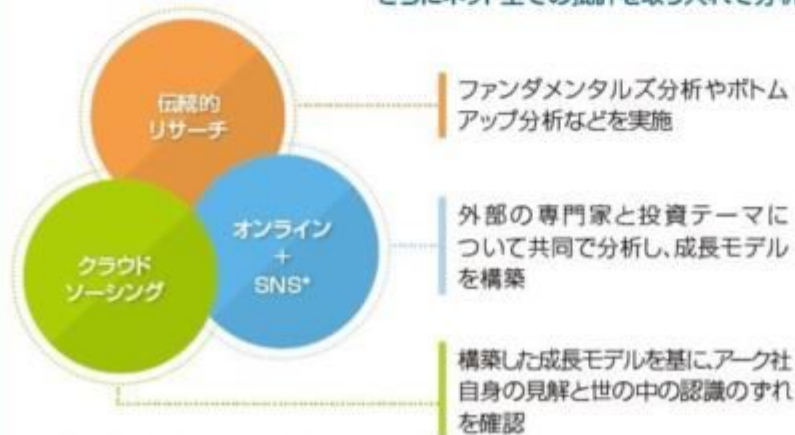 伝統的
リサーチ
ファンダメンタルズ分析やボトム
アップ分析などを実施
オンライン
+
SNS*
外部の専門家と投資テーマに
ついて共同で分析し、成長モデル
を構築
クラウド
ソーシング
構築した成長モデルを基に、アーク社
自身の見解と世の中の認識のずれ
を確認